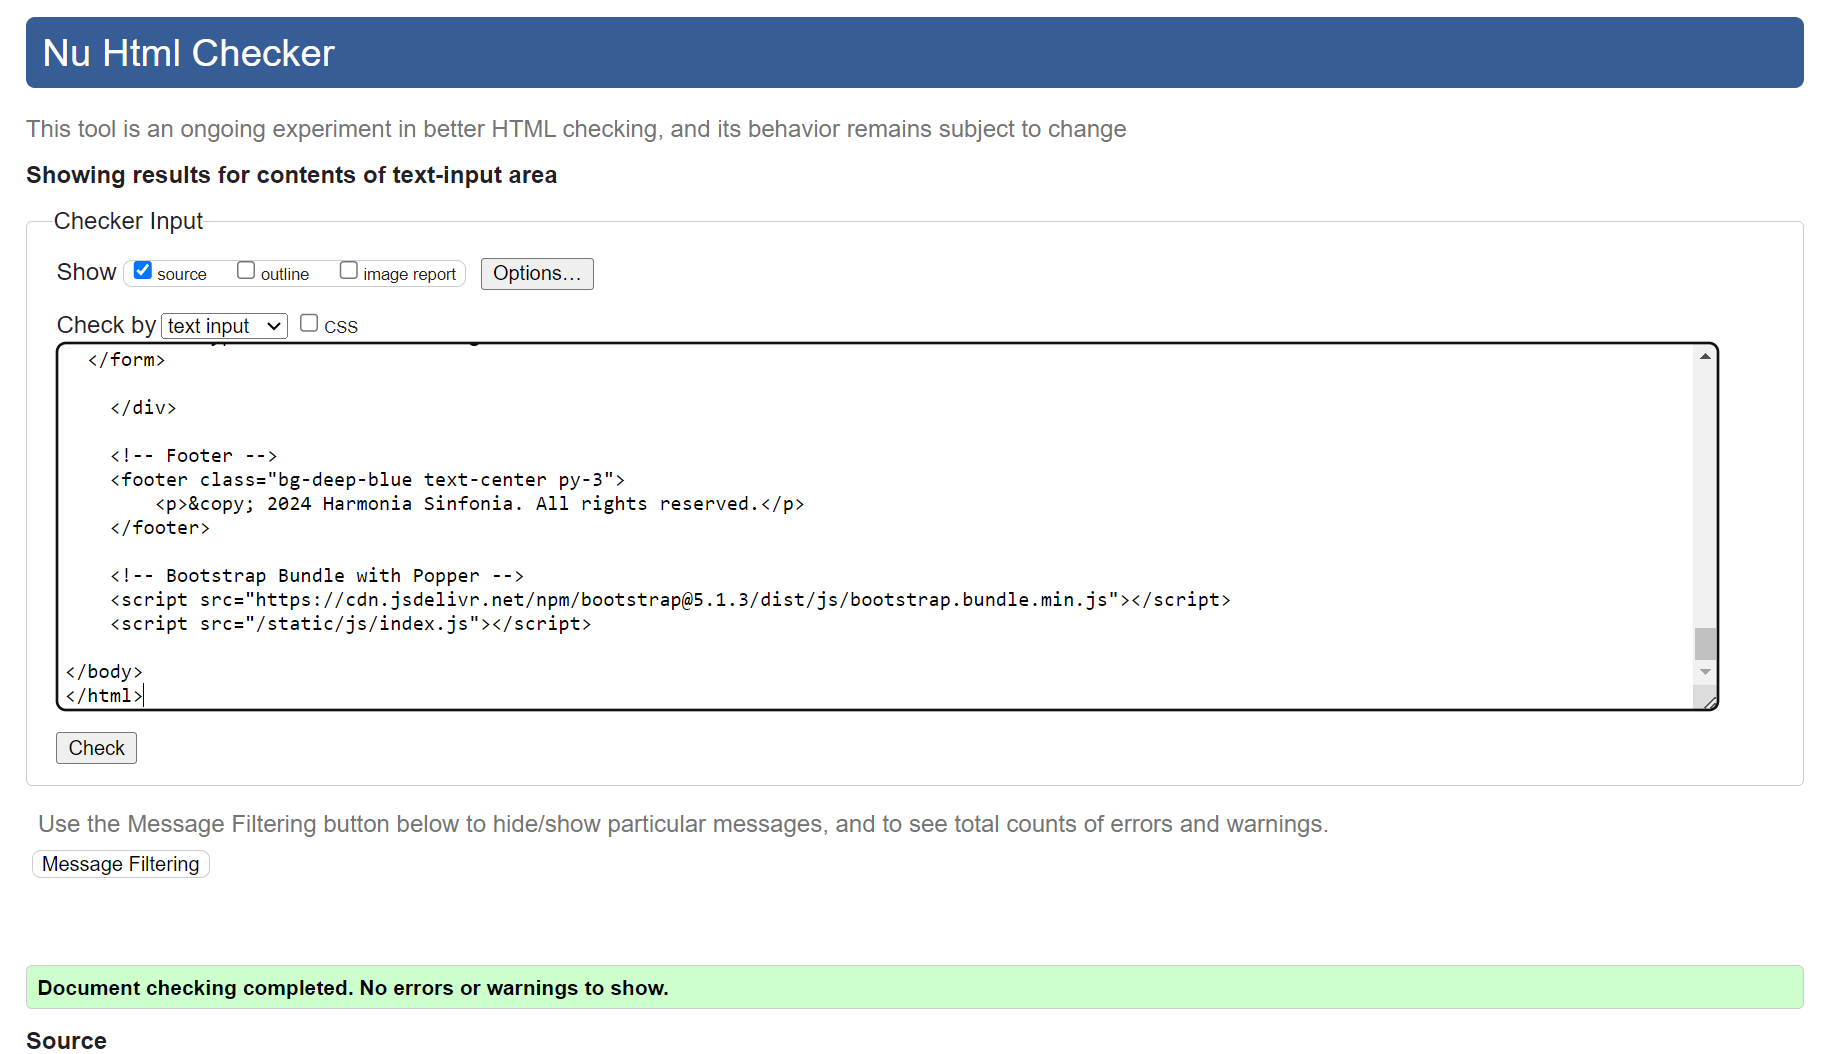 Nu Html Checker
This tool is an ongoing experiment in better HTML checking, and its behavior remains subject to change
Showing results for contents of text-input area
Checker Input
Show source outline image report Options...
Check by text input CSS
</form>
</div>
<!-- Footer -->
<footer class="bg-deep-blue text-center py-3">
<p>&copy; 2024 Harmonia Sinfonia. All rights reserved.</p>
</footer>
<!-- Bootstrap Bundle with Popper -->
<script src="https://cdn.jsdelivr.net/npm/bootstrap@5.1.3/dist/js/bootstrap.bundle.min.js"></script>
<script src="/static/js/index.js"></script>
</body>
</html>
Check
Use the Message Filtering button below to hide/show particular messages, and to see total counts of errors and warnings.
Message Filtering
Document checking completed. No errors or warnings to show.
Source